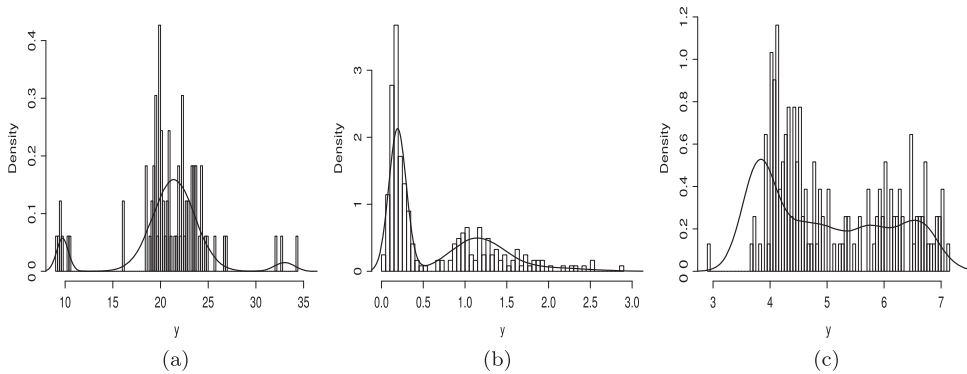 Density
0.0 0.1 0.2 0.3 0.4
10 15 20 25 30 35
y
(a)
Density
0 1 2 3
0.0 0.5 1.0 1.5 2.0 2.5 3.0
y
(b)
Density
0.0 0.2 0.4 0.6 0.8 1.0 1.2
3 4 5 6 7
y
(c)